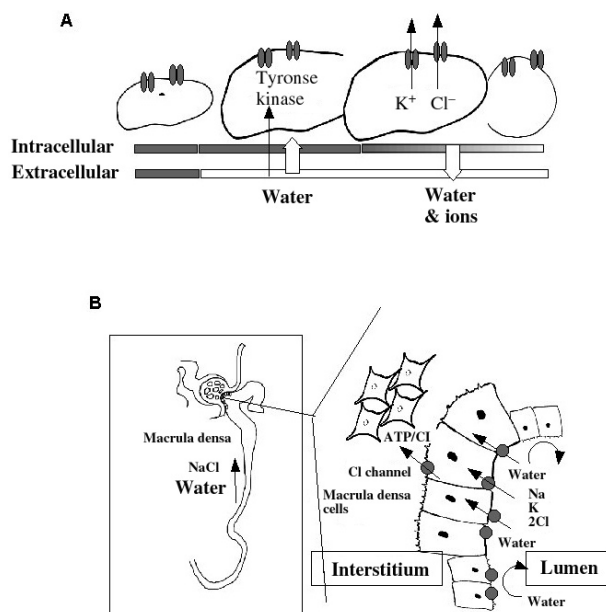 A
Tyronse
kinase
K⁺ Cl⁻
Intracellular
Extracellular
Water
Water
& ions
B
Macrula densa
NaCl
Water
ATP/CI
Cl channel
Macrula densa
cells
Water
Na
K
2Cl
Water
Interstitium
Lumen
Water